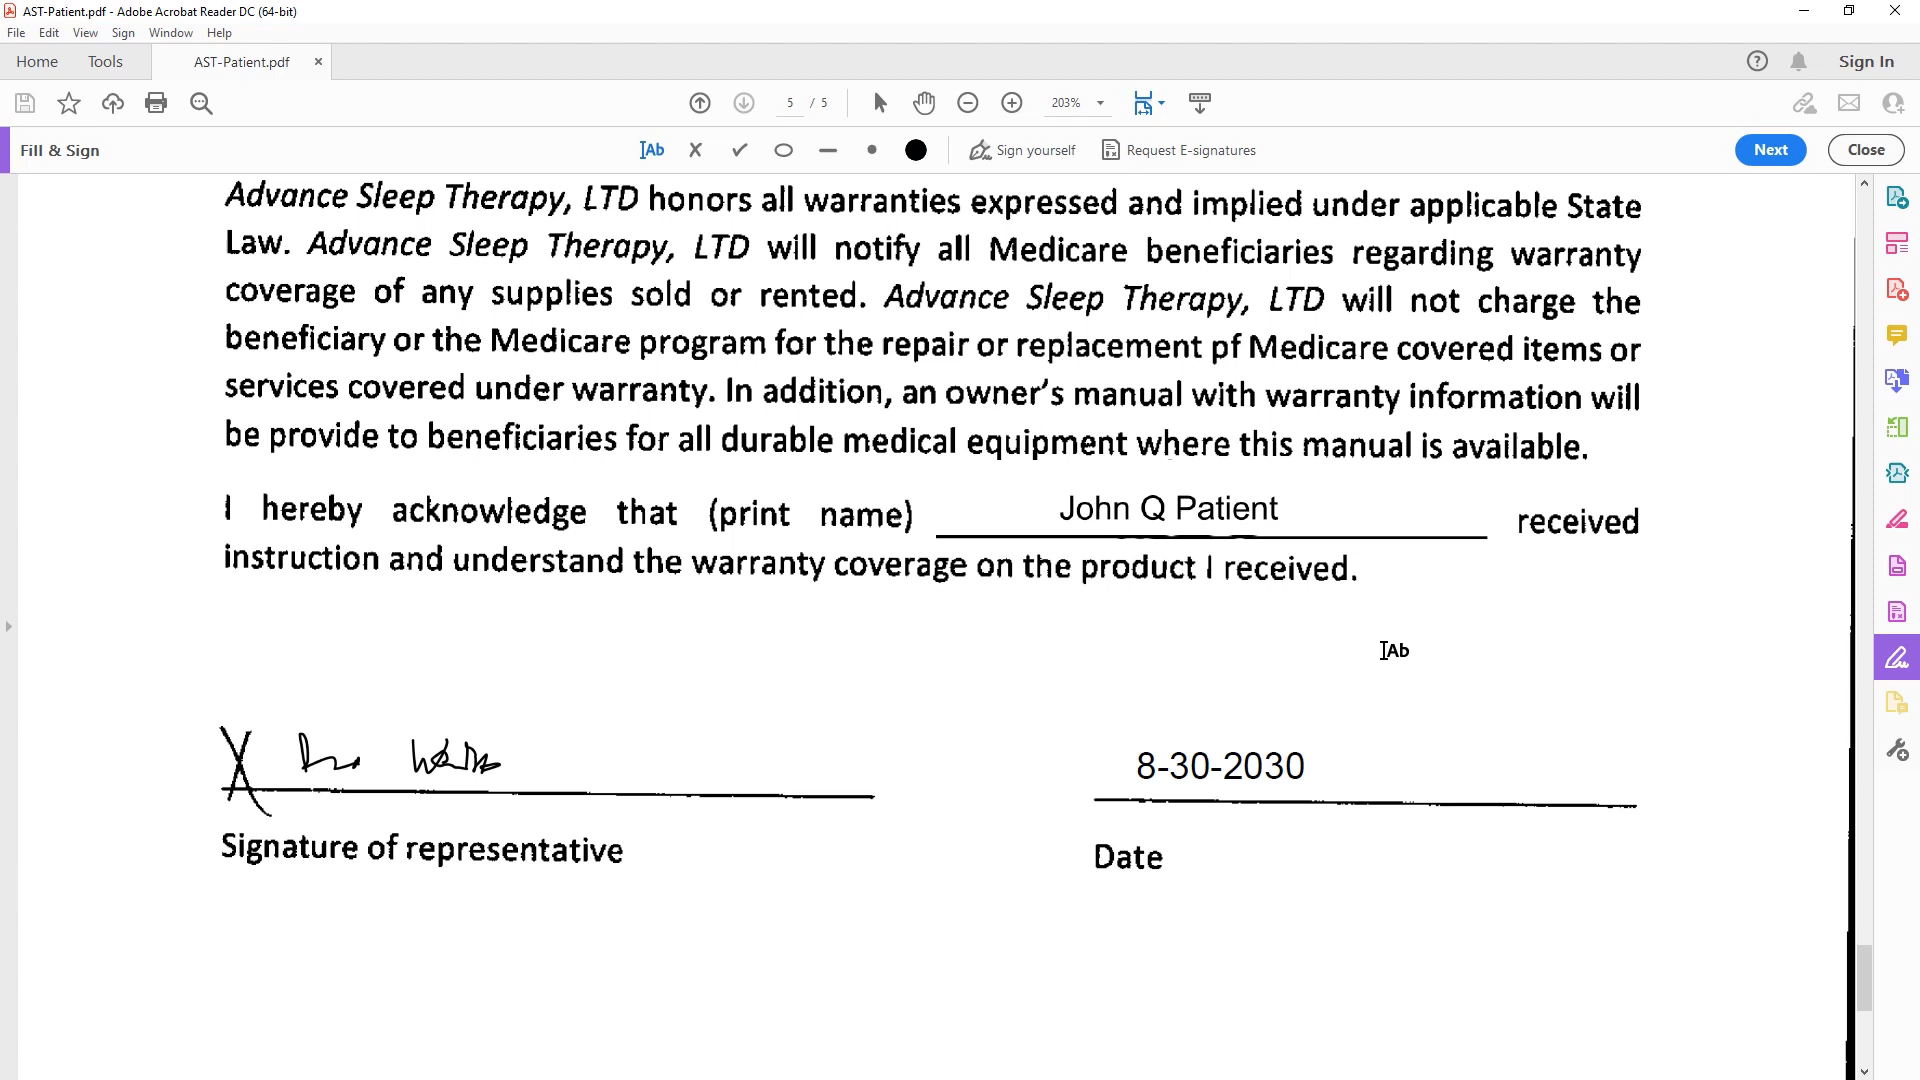 AST-Patient.pdf - Adobe Acrobat Reader DC (64-bit)
File Edit View Sign Window Help
Home Tools AST-Patient.pdf × Sign In
5 / 5 203%
Fill & Sign IAb Sign yourself Request E-signatures Next Close
Advance Sleep Therapy, LTD honors all warranties expressed and implied under applicable State
Law. Advance Sleep Therapy, LTD will notify all Medicare beneficiaries regarding warranty
coverage of any supplies sold or rented. Advance Sleep Therapy, LTD will not charge the
beneficiary or the Medicare program for the repair or replacement pf Medicare covered items or
services covered under warranty. In addition, an owner's manual with warranty information will
be provide to beneficiaries for all durable medical equipment where this manual is available.
I hereby acknowledge that (print name) John Q Patient received
instruction and understand the warranty coverage on the product I received.
IAb
X 8-30-2030
Signature of representative Date